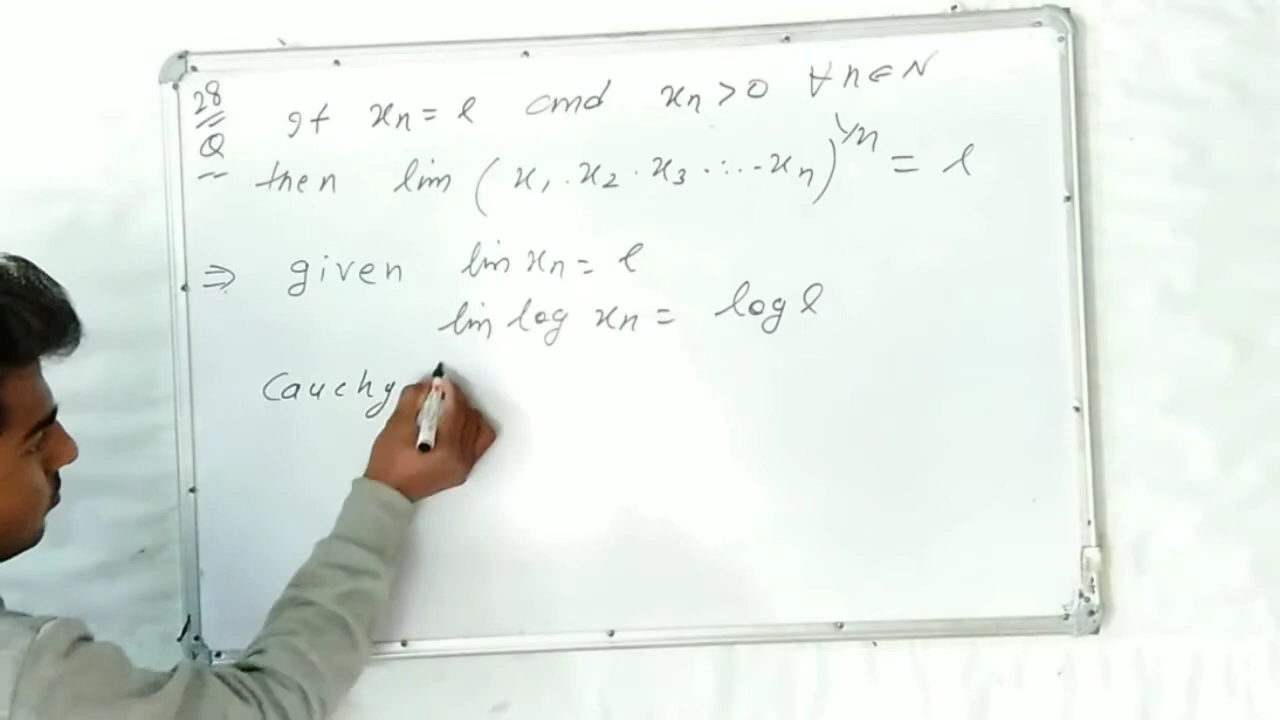 28
Q If xn = l and xn > 0 ∀ n ∈ N
then lim (x1 . x2 . x3 ..... xn)^1/n = l
⇒ given lim xn = l
lim log xn = log l
Cauchy